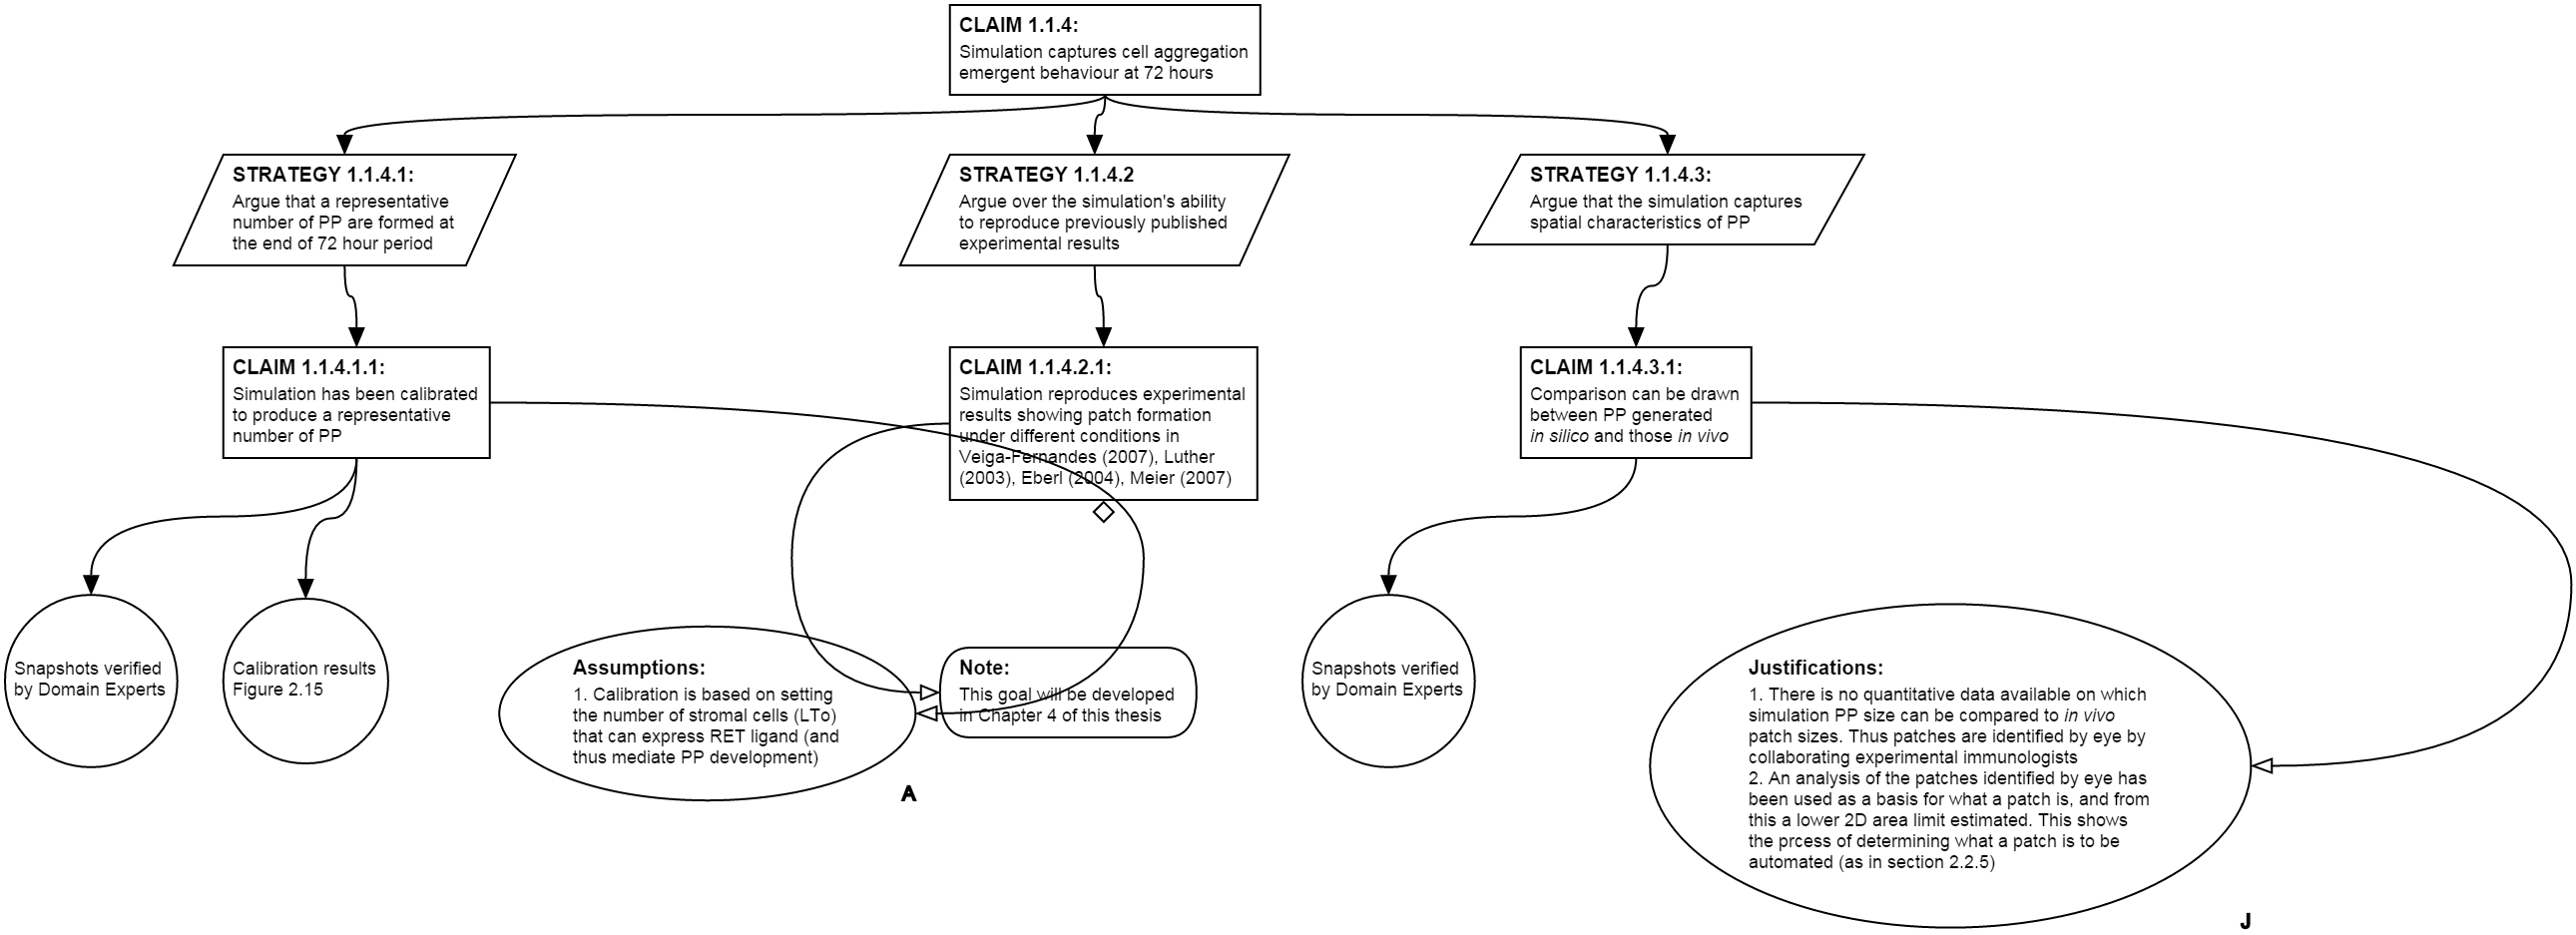 CLAIM 1.1.4:
Simulation captures cell aggregation
emergent behaviour at 72 hours
STRATEGY 1.1.4.1:
Argue that a representative
number of PP are formed at
the end of 72 hour period
STRATEGY 1.1.4.2
Argue over the simulation's ability
to reproduce previously published
experimental results
STRATEGY 1.1.4.3:
Argue that the simulation captures
spatial characteristics of PP
CLAIM 1.1.4.1.1:
Simulation has been calibrated
to produce a representative
number of PP
CLAIM 1.1.4.2.1:
Simulation reproduces experimental
results showing patch formation
under different conditions in
Veiga-Fernandes (2007), Luther
(2003), Eberl (2004), Meier (2007)
CLAIM 1.1.4.3.1:
Comparison can be drawn
between PP generated
in silico and those in vivo
Snapshots verified
by Domain Experts
Calibration results
Figure 2.15
Assumptions:
1. Calibration is based on setting
the number of stromal cells (LTo)
that can express RET ligand (and
thus mediate PP development)
A
Note:
This goal will be developed
in Chapter 4 of this thesis
Snapshots verified
by Domain Experts
Justifications:
1. There is no quantitative data available on which
simulation PP size can be compared to in vivo
patch sizes. Thus patches are identified by eye by
collaborating experimental immunologists
2. An analysis of the patches identified by eye has
been used as a basis for what a patch is, and from
this a lower 2D area limit estimated. This shows
the prcess of determining what a patch is to be
automated (as in section 2.2.5)
J